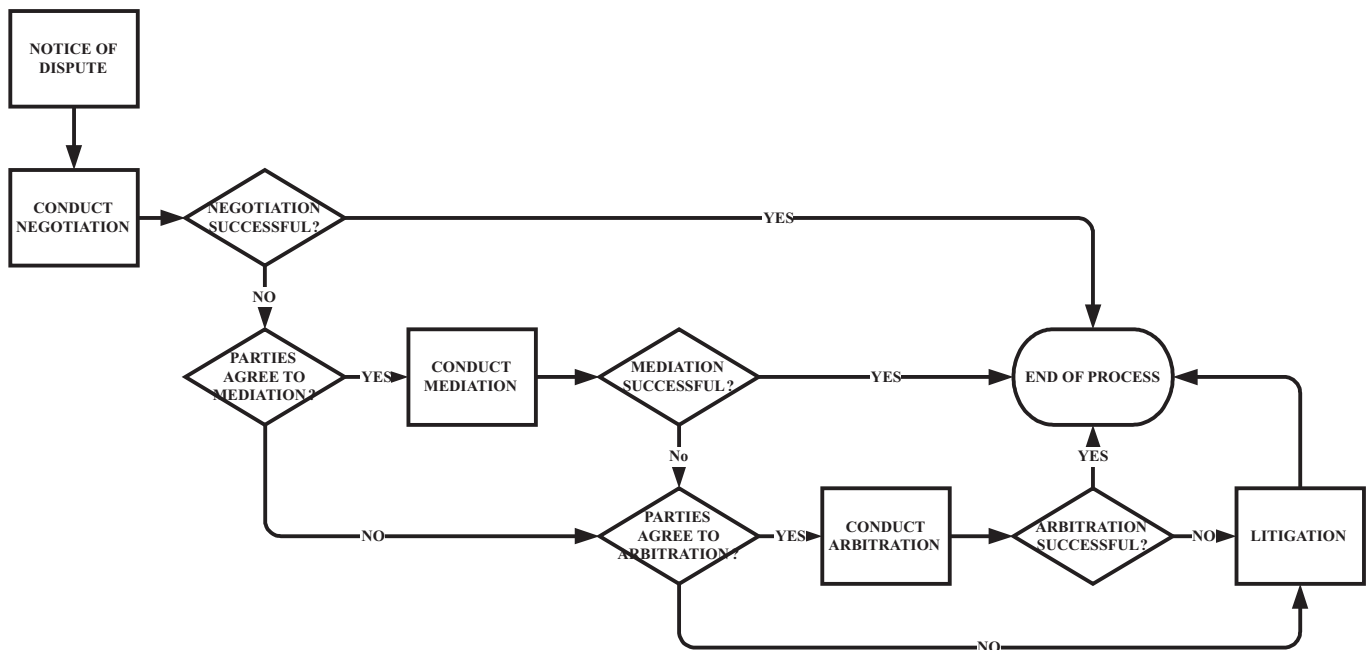 NOTICE OF
DISPUTE
CONDUCT
NEGOTIATION
NEGOTIATION
SUCCESSFUL?
YES
NO
PARTIES
AGREE TO
MEDIATION?
YES
CONDUCT
MEDIATION
MEDIATION
SUCCESSFUL?
YES
END OF PROCESS
No
YES
NO
PARTIES
AGREE TO
ARBITRATION?
YES
CONDUCT
ARBITRATION
ARBITRATION
SUCCESSFUL?
NO
LITIGATION
NO